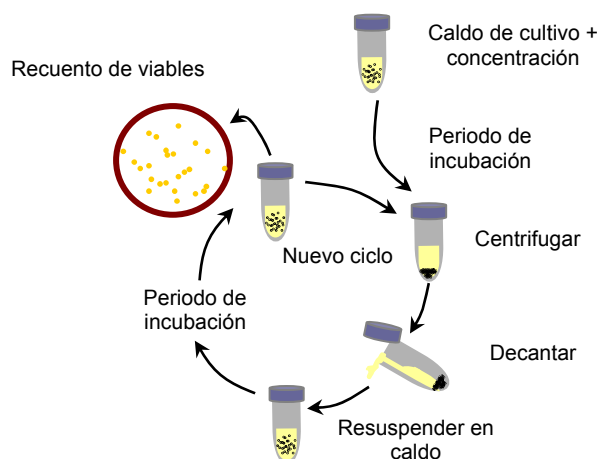 Caldo de cultivo +
concentración
Recuento de viables
Periodo de
incubación
Centrifugar
Nuevo ciclo
Periodo de
incubación
Decantar
Resuspender en
caldo